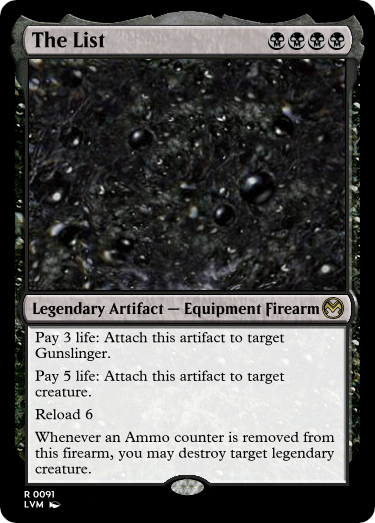 The List
Legendary Artifact — Equipment Firearm
Pay 3 life: Attach this artifact to target
Gunslinger.
Pay 5 life: Attach this artifact to target
creature.
Reload 6
Whenever an Ammo counter is removed from
this firearm, you may destroy target legendary
creature.
R 0091
LVM